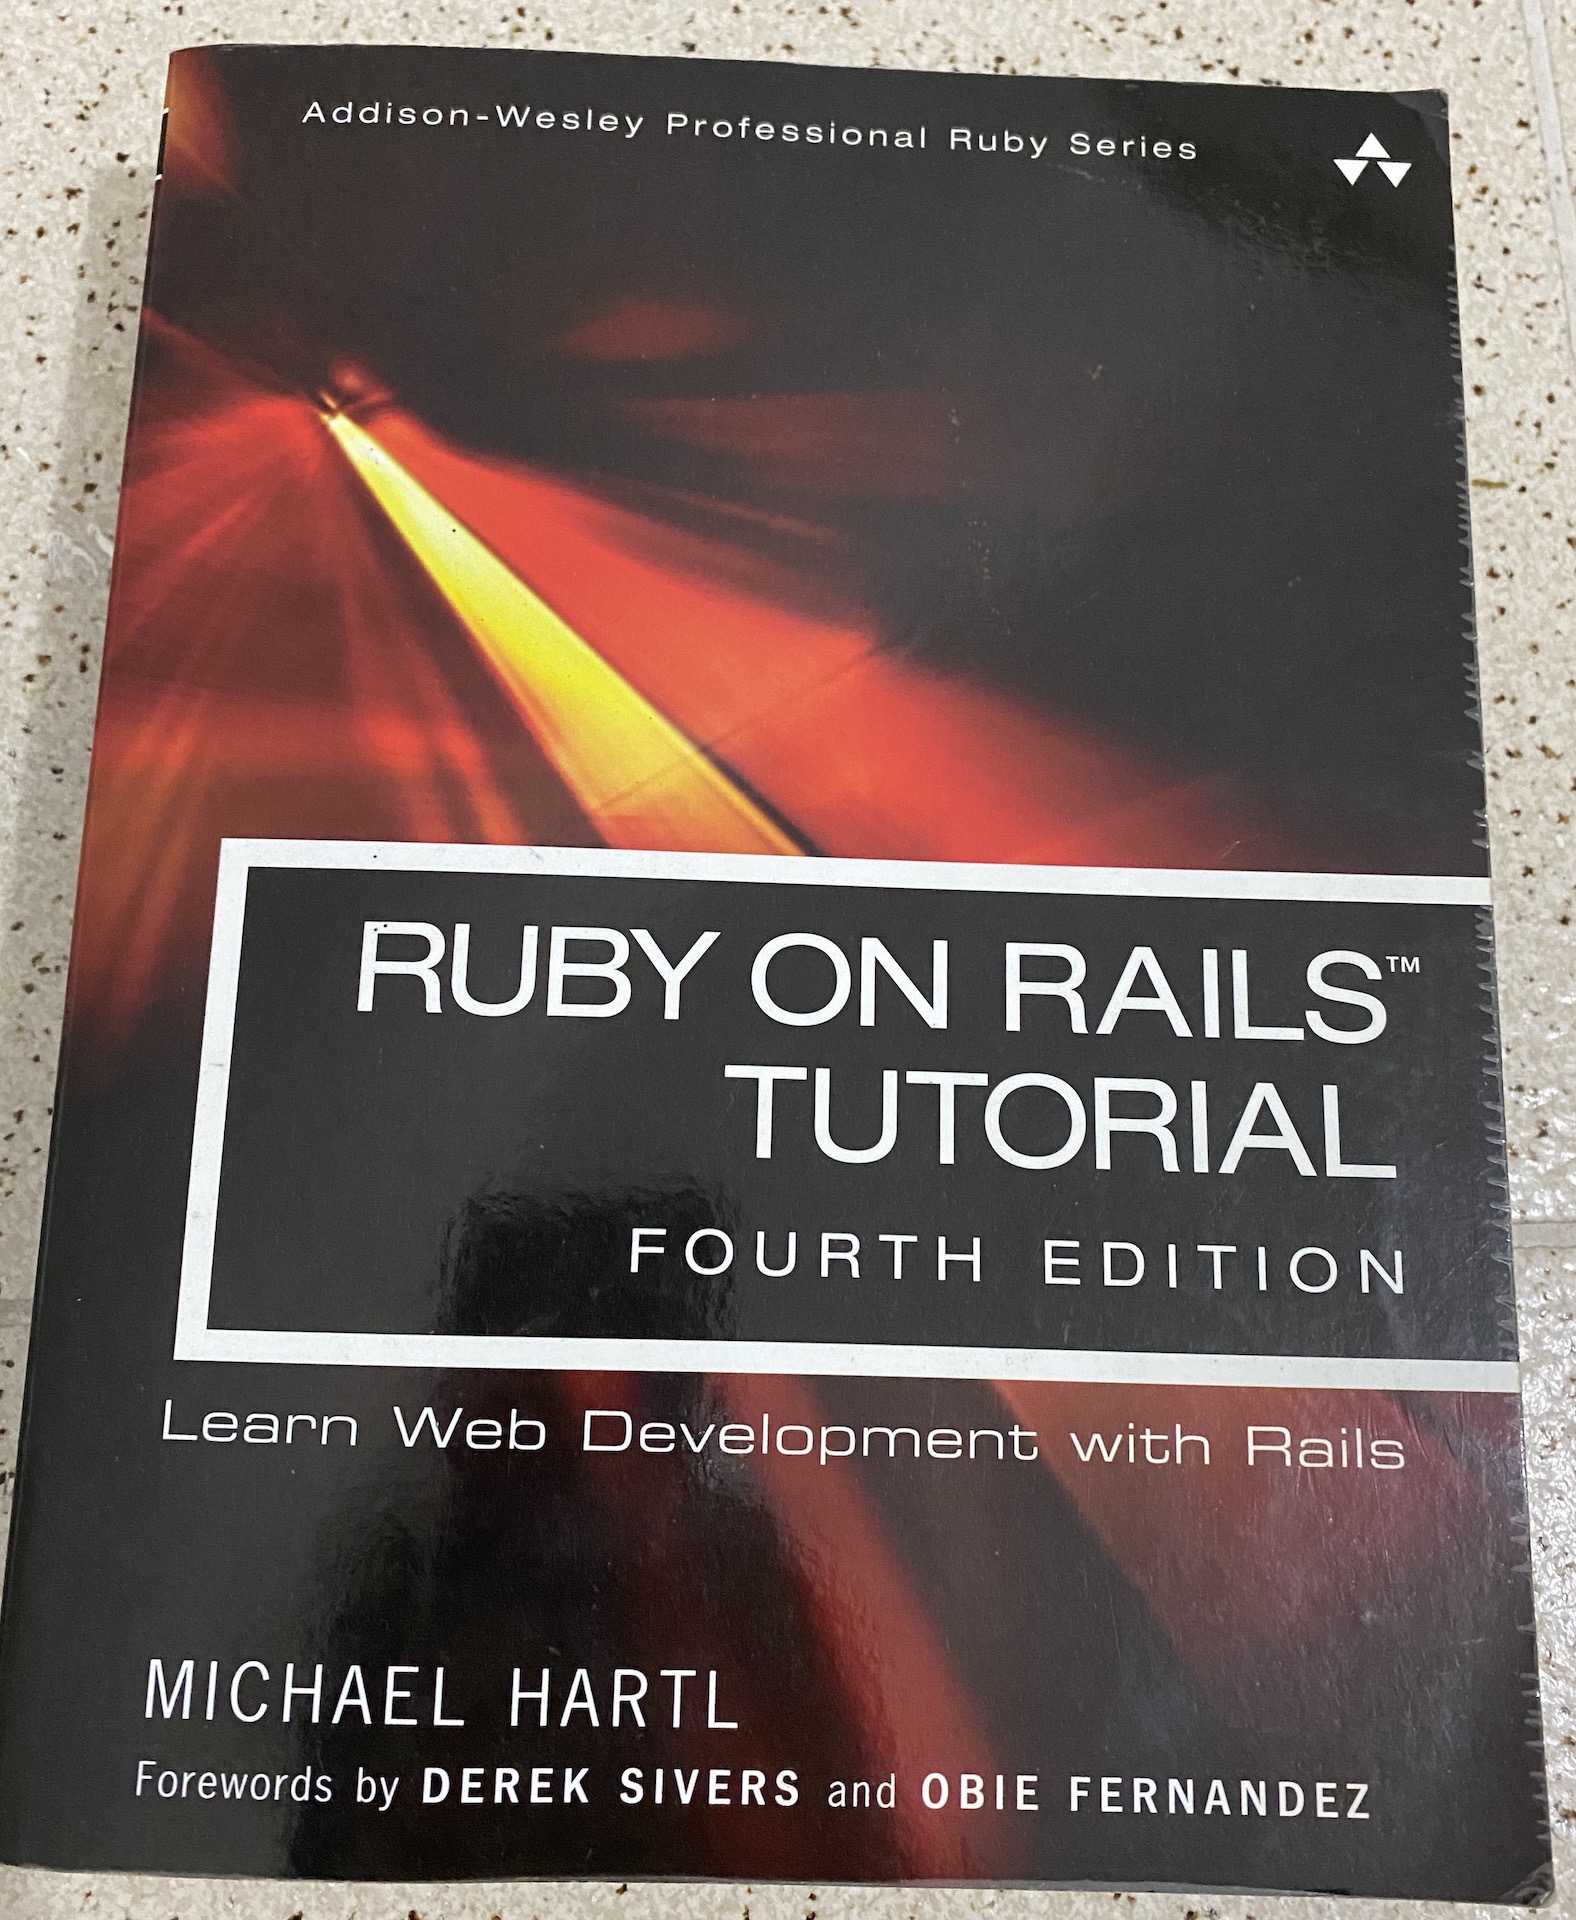 Addison-Wesley Professional Ruby Series
RUBY ON RAILS™
TUTORIAL
FOURTH EDITION
Learn Web Development with Rails
MICHAEL HARTL
Forewords by DEREK SIVERS and OBIE FERNANDEZ